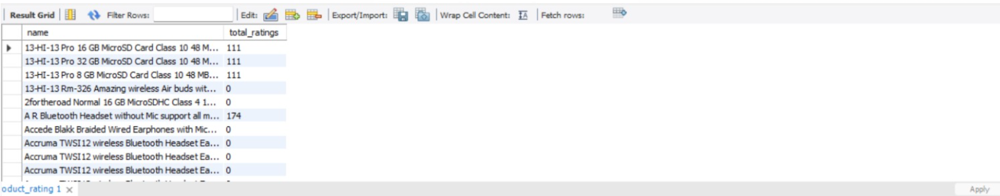 Result Grid Filter Rows: Edit: Export/Import: Wrap Cell Content: IA Fetch rows:
name total_ratings
13-HI-13 Pro 16 GB MicroSD Card Class 10 48 M... 111
13-HI-13 Pro 32 GB MicroSD Card Class 10 48 M... 111
13-HI-13 Pro 8 GB MicroSD Card Class 10 48 MB... 111
13-HI-13 Rm-326 Amazing wireless Air buds wit... 0
2fortheroad Normal 16 GB MicroSDHC Class 4 1... 0
A R Bluetooth Headset without Mic support all m... 174
Accede Blakk Braided Wired Earphones with Mic... 0
Accruma TWSI12 wireless Bluetooth Headset Ea... 0
Accruma TWSI12 wireless Bluetooth Headset Ea... 0
Accruma TWSI12 wireless Bluetooth Headset Ea... 0
oduct_rating 1 × Apply